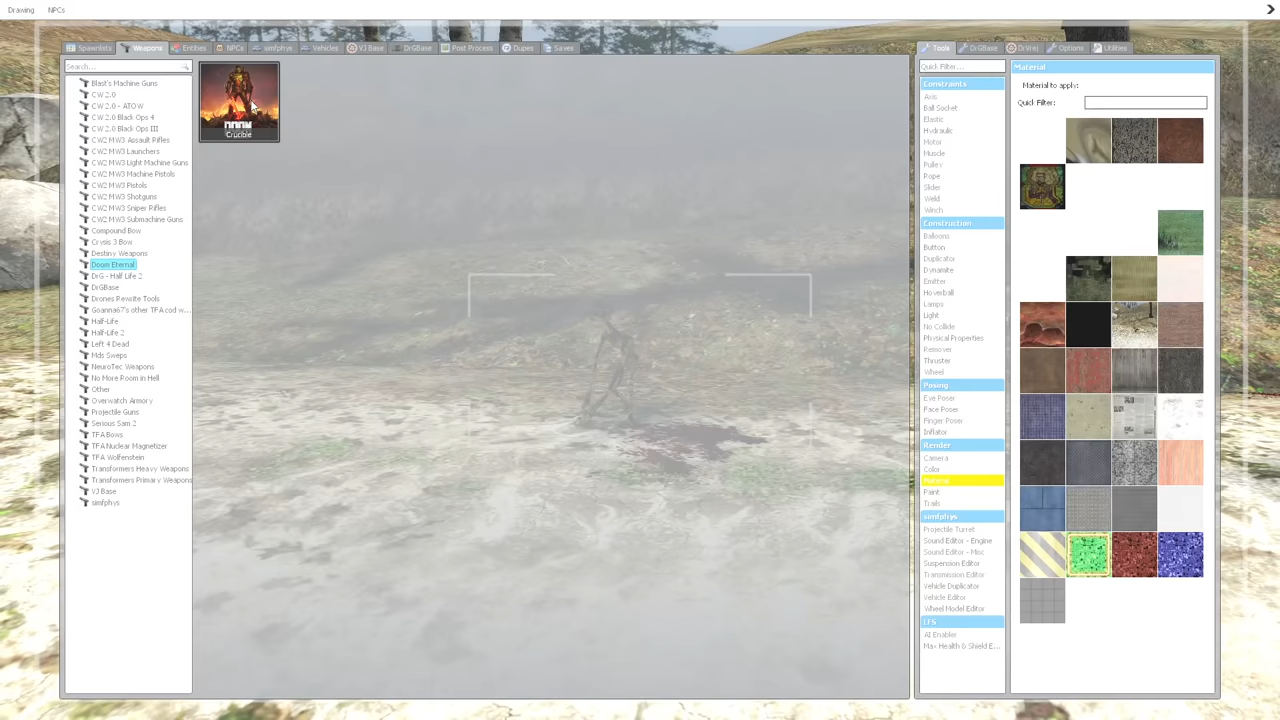 Drawing NPCs
Spawnlists Weapons Entities NPCs simfphys Vehicles VJ Base DrGBase Post Process Dupes Saves
Search...
Blast's Machine Guns
CW 2.0
CW 2.0 - ATOW
CW 2.0 Black Ops 4
CW 2.0 Black Ops III
CW2 MW3 Assault Rifles
CW2 MW3 Launchers
CW2 MW3 Light Machine Guns
CW2 MW3 Machine Pistols
CW2 MW3 Pistols
CW2 MW3 Shotguns
CW2 MW3 Sniper Rifles
CW2 MW3 Submachine Guns
Compound Bow
Crysis 3 Bow
Destiny Weapons
Doom Eternal
DrG - Half Life 2
DrGBase
Drones Rewrite Tools
Goanna67's other TFA cod w...
Half-Life
Half-Life 2
Left 4 Dead
Mds Sweps
NeuroTec Weapons
No More Room in Hell
Other
Overwatch Armory
Projectile Guns
Serious Sam 2
TFA Bows
TFA Nuclear Magnetizer
TFA Wolfenstein
Transformers Heavy Weapons
Transformers Primary Weapons
VJ Base
simfphys
DOOM
Crucible
Tools DrGBase DrVrej Options Utilities
Quick Filter...
Constraints
Axis
Ball Socket
Elastic
Hydraulic
Motor
Muscle
Pulley
Rope
Slider
Weld
Winch
Construction
Balloons
Button
Duplicator
Dynamite
Emitter
Hoverball
Lamps
Light
No Collide
Physical Properties
Remover
Thruster
Wheel
Posing
Eye Poser
Face Poser
Finger Poser
Inflator
Render
Camera
Color
Material
Paint
Trails
simfphys
Projectile Turret
Sound Editor - Engine
Sound Editor - Misc
Suspension Editor
Transmission Editor
Vehicle Duplicator
Vehicle Editor
Wheel Model Editor
LFS
AI Enabler
Max Health & Shield E...
Material
Material to apply:
Quick Filter: